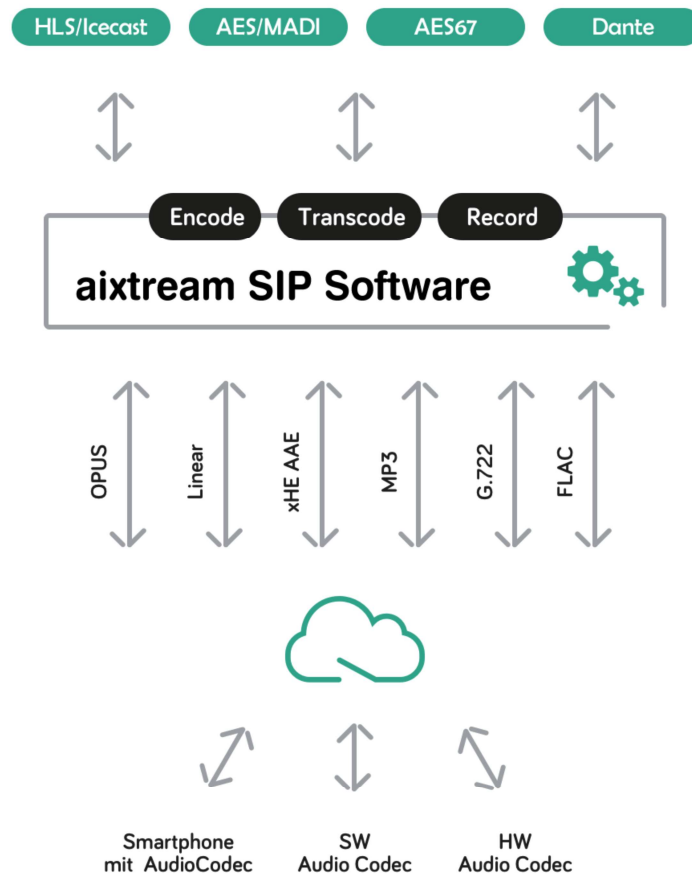 HLS/Icecast
AES/MADI
AES67
Dante
Encode
Transcode
Record
aixtream SIP Software
OPUS
Linear
xHE AAE
MP3
G.722
FLAC
Smartphone
mit AudioCodec
SW
Audio Codec
HW
Audio Codec